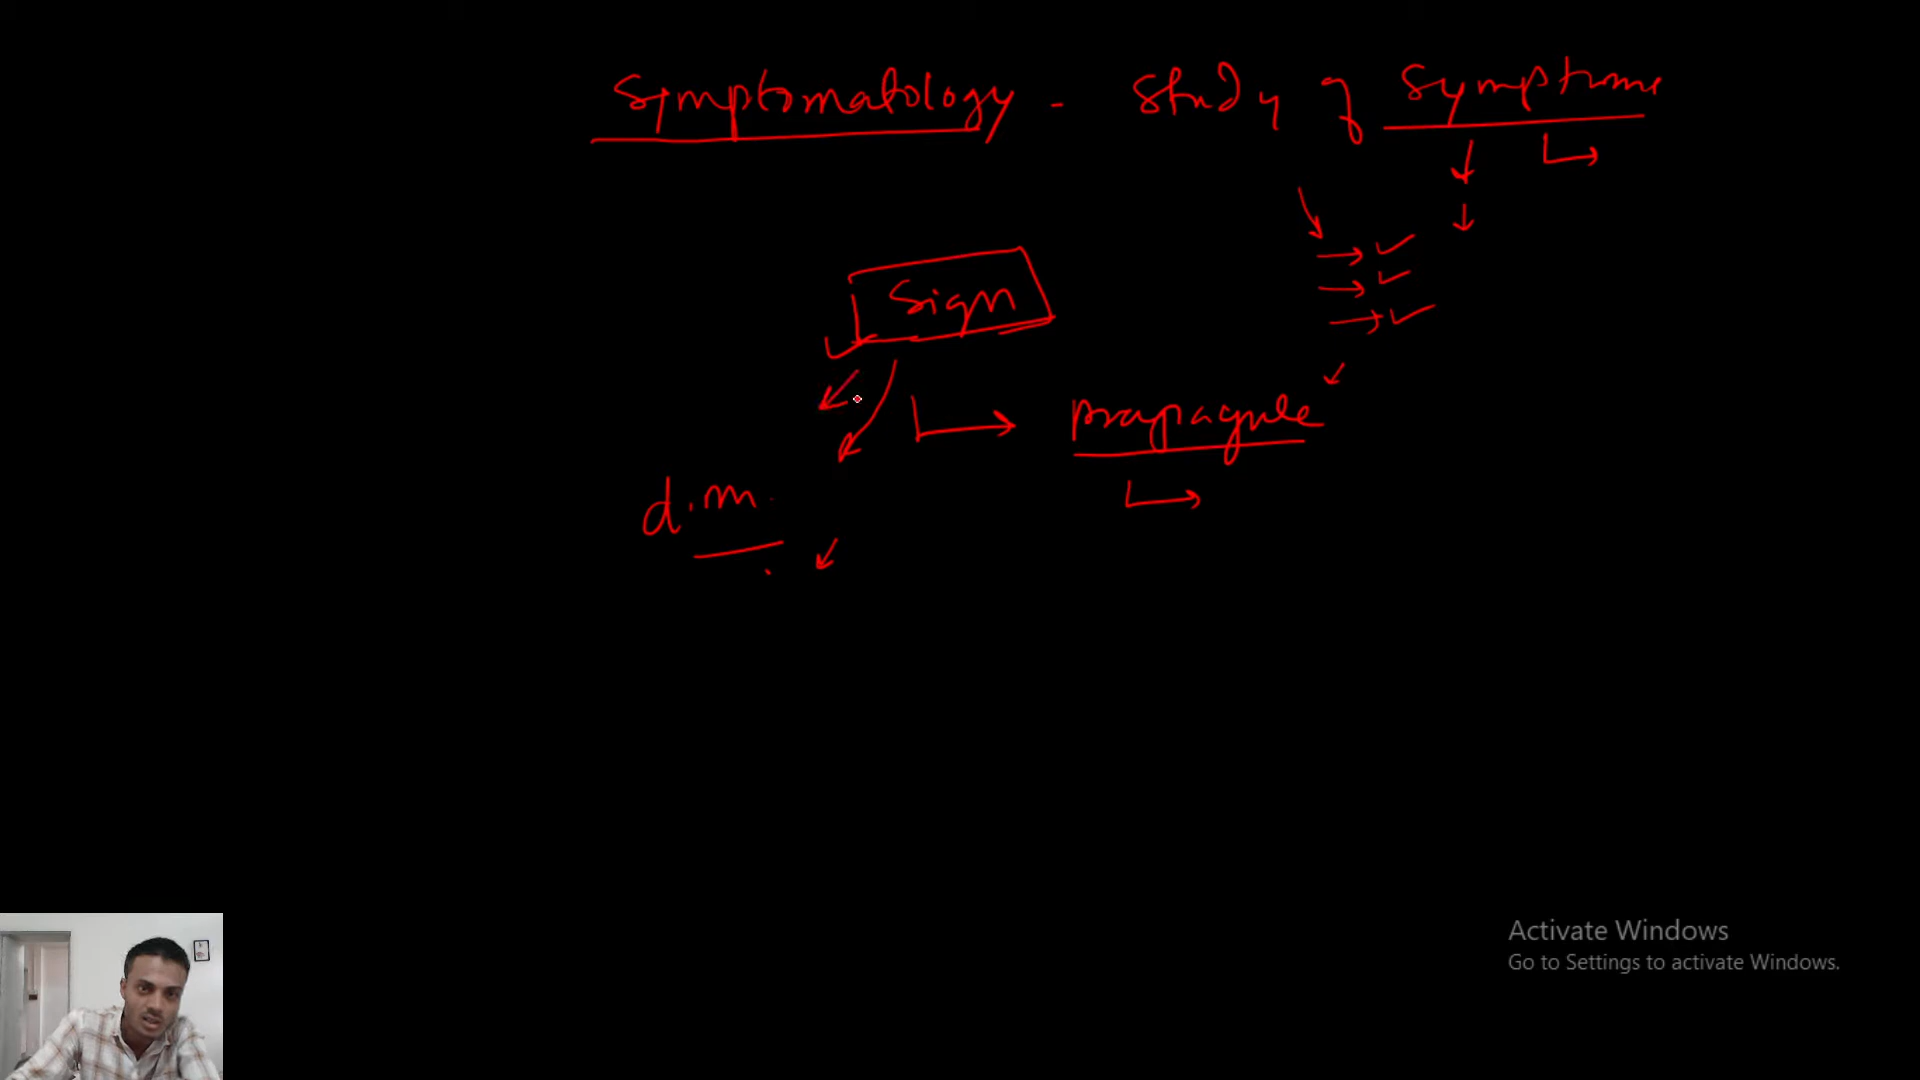 Symptomatology - Study of Symptoms
Sign
propagule
d.m.
Activate Windows
Go to Settings to activate Windows.